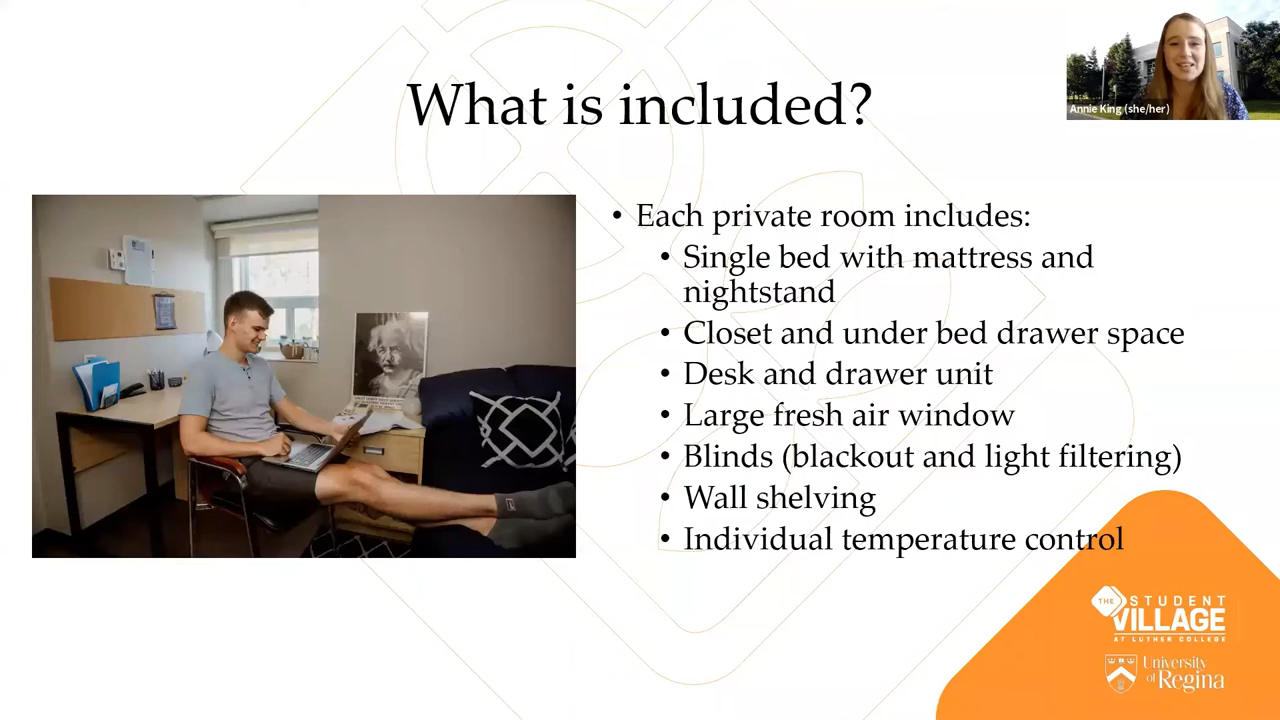 What is included?
Annie King (she/her)
• Each private room includes:
• Single bed with mattress and
nightstand
• Closet and under bed drawer space
• Desk and drawer unit
• Large fresh air window
• Blinds (blackout and light filtering)
• Wall shelving
• Individual temperature control
THE STUDENT
VILLAGE
AT LUTHER COLLEGE
University
of Regina